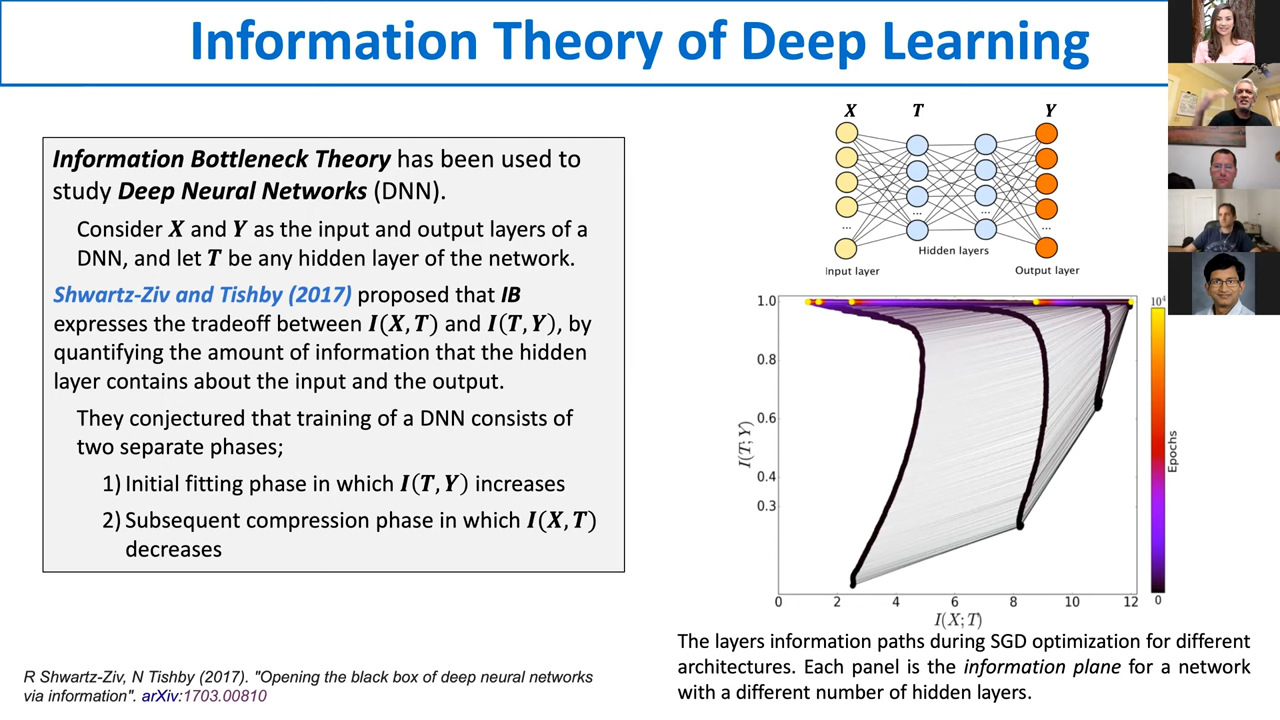 Information Theory of Deep Learning
Information Bottleneck Theory has been used to
study Deep Neural Networks (DNN).
Consider X and Y as the input and output layers of a
DNN, and let T be any hidden layer of the network.
Shwartz-Ziv and Tishby (2017) proposed that IB
expresses the tradeoff between I(X,T) and I(T,Y), by
quantifying the amount of information that the hidden
layer contains about the input and the output.
They conjectured that training of a DNN consists of
two separate phases;
1) Initial fitting phase in which I(T,Y) increases
2) Subsequent compression phase in which I(X,T)
decreases
R Shwartz-Ziv, N Tishby (2017). "Opening the black box of deep neural networks
via information". arXiv:1703.00810
X T Y
... ... ... ...
Hidden layers
Input layer Output layer
1.0
0.8
0.6
0.4
0.3
I(T;Y)
0 2 4 6 8 10 12
I(X;T)
10⁴
Epochs
0
The layers information paths during SGD optimization for different
architectures. Each panel is the information plane for a network
with a different number of hidden layers.